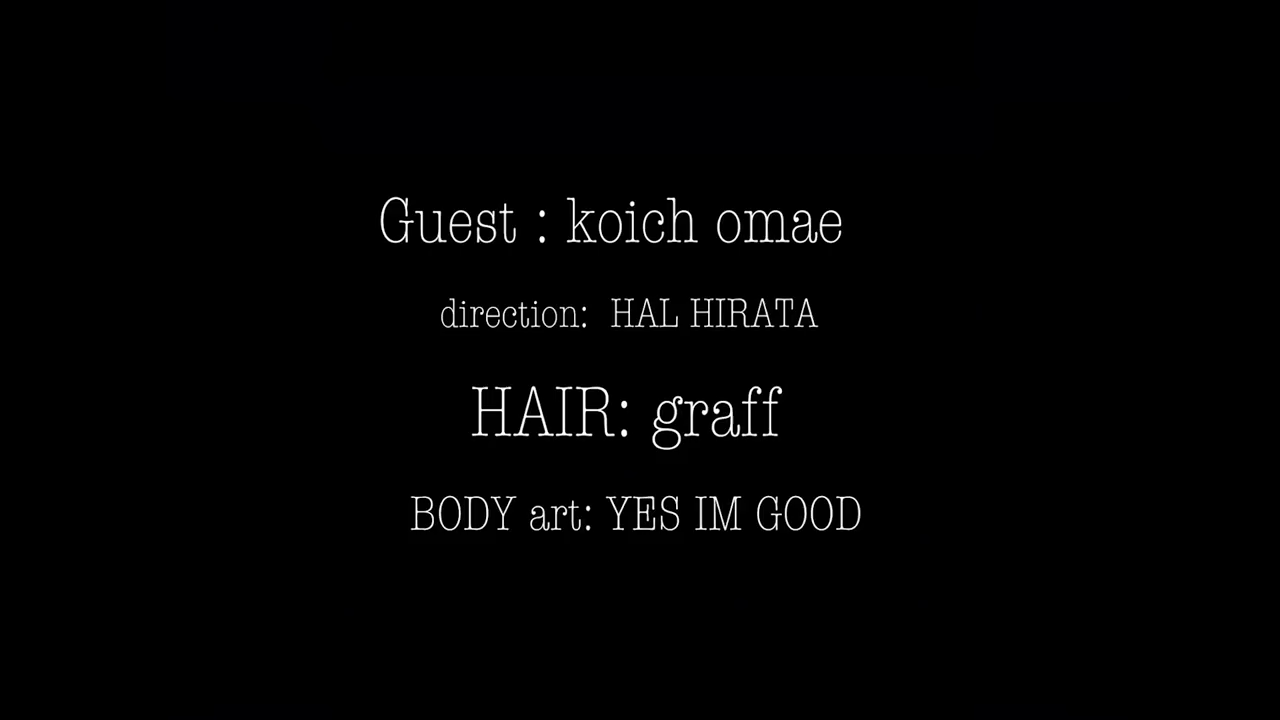 Guest : koich omae
direction: HAL HIRATA
HAIR: graff
BODY art: YES IM GOOD